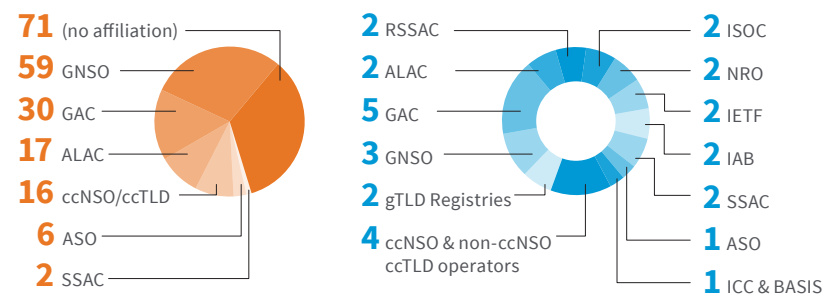 71 (no affiliation)
59 GNSO
30 GAC
17 ALAC
16 ccNSO/ccTLD
6 ASO
2 SSAC
2 RSSAC
2 ALAC
5 GAC
3 GNSO
2 gTLD Registries
4 ccNSO & non-ccNSO
ccTLD operators
2 ISOC
2 NRO
2 IETF
2 IAB
2 SSAC
1 ASO
1 ICC & BASIS